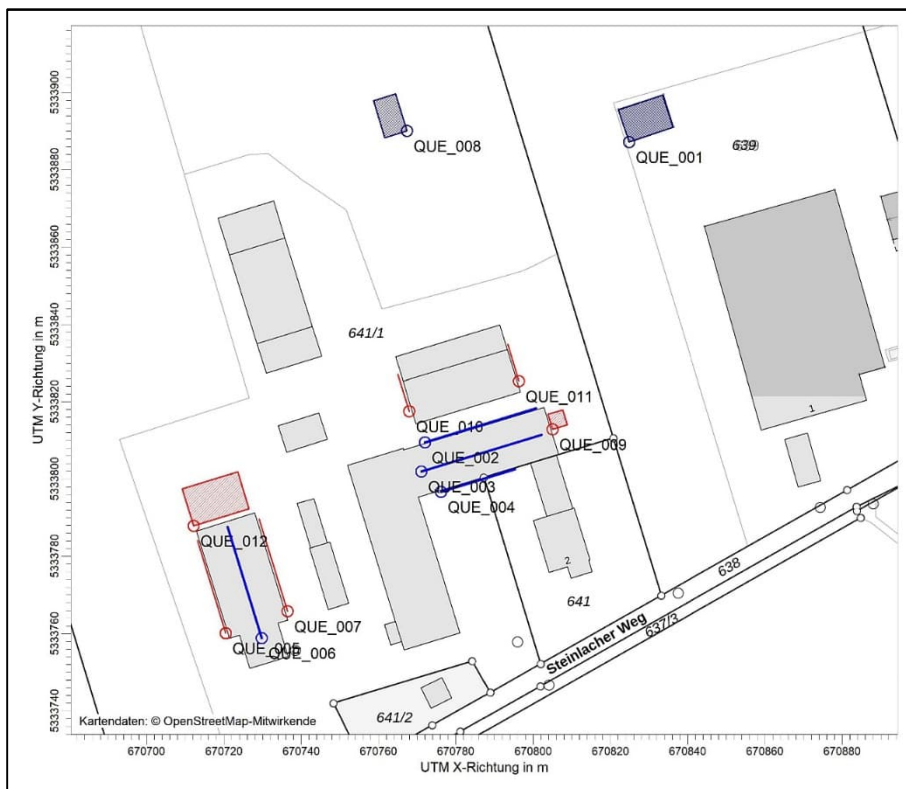 5333900
QUE_008
QUE_001
639
5333880
5333860
5333840
641/1
5333820
QUE_011
1
QUE_010
QUE_009
QUE_002
5333800
QUE_003
QUE_004
5333780
QUE_012
2
638
QUE_007
641
637/3
5333760
QUE_005
QUE_006
Steinlacher Weg
641/2
5333740
Kartendaten: © OpenStreetMap-Mitwirkende
UTM Y-Richtung in m
670700 670720 670740 670760 670780 670800 670820 670840 670860 670880
UTM X-Richtung in m